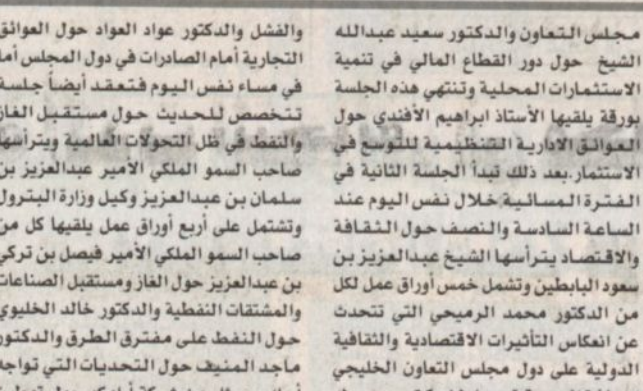 مجلس التعاون والدكتور سعيد عبدالله
الشيخ حول دور القطاع المالي في تنمية
الاستثمارات المحلية وتنتهي هذه الجلسة
بورقة يلقيها الأستاذ ابراهيم الأفندي حول
العوائق الادارية التنظيمية للتوسع في
الاستثمار.بعد ذلك تبدأ الجلسة الثانية في
الفترة المسائية خلال نفس اليوم عند
الساعة السادسة والنصف حول الثقافة
والاقتصاد يترأسها الشيخ عبدالعزيز بن
سعود البابطين وتشمل خمس أوراق عمل لكل
من الدكتور محمد الرميحي التي تتحدث
عن انعكاس التأثيرات الاقتصادية والثقافية
الدولية على دول مجلس التعاون الخليجي
والفشل والدكتور عواد العواد حول العوائق
التجارية أمام الصادرات في دول المجلس أما
في مساء نفس اليوم فتعقد أيضاً جلسة
تتخصص للحديث حول مستقبل الغاز
والنفط في ظل التحولات العالمية ويترأسها
صاحب السمو الملكي الأمير عبدالعزيز بن
سلمان بن عبدالعزيز وكيل وزارة البترول
وتشتمل على أربع أوراق عمل يلقيها كل من
صاحب السمو الملكي الأمير فيصل بن تركي
بن عبدالعزيز حول الغاز ومستقبل الصناعات
والمشتقات النفطية والدكتور خالد الخليوي
حول النفط على مفترق الطرق والدكتور
ماجد المنيف حول التحديات التي تواجه